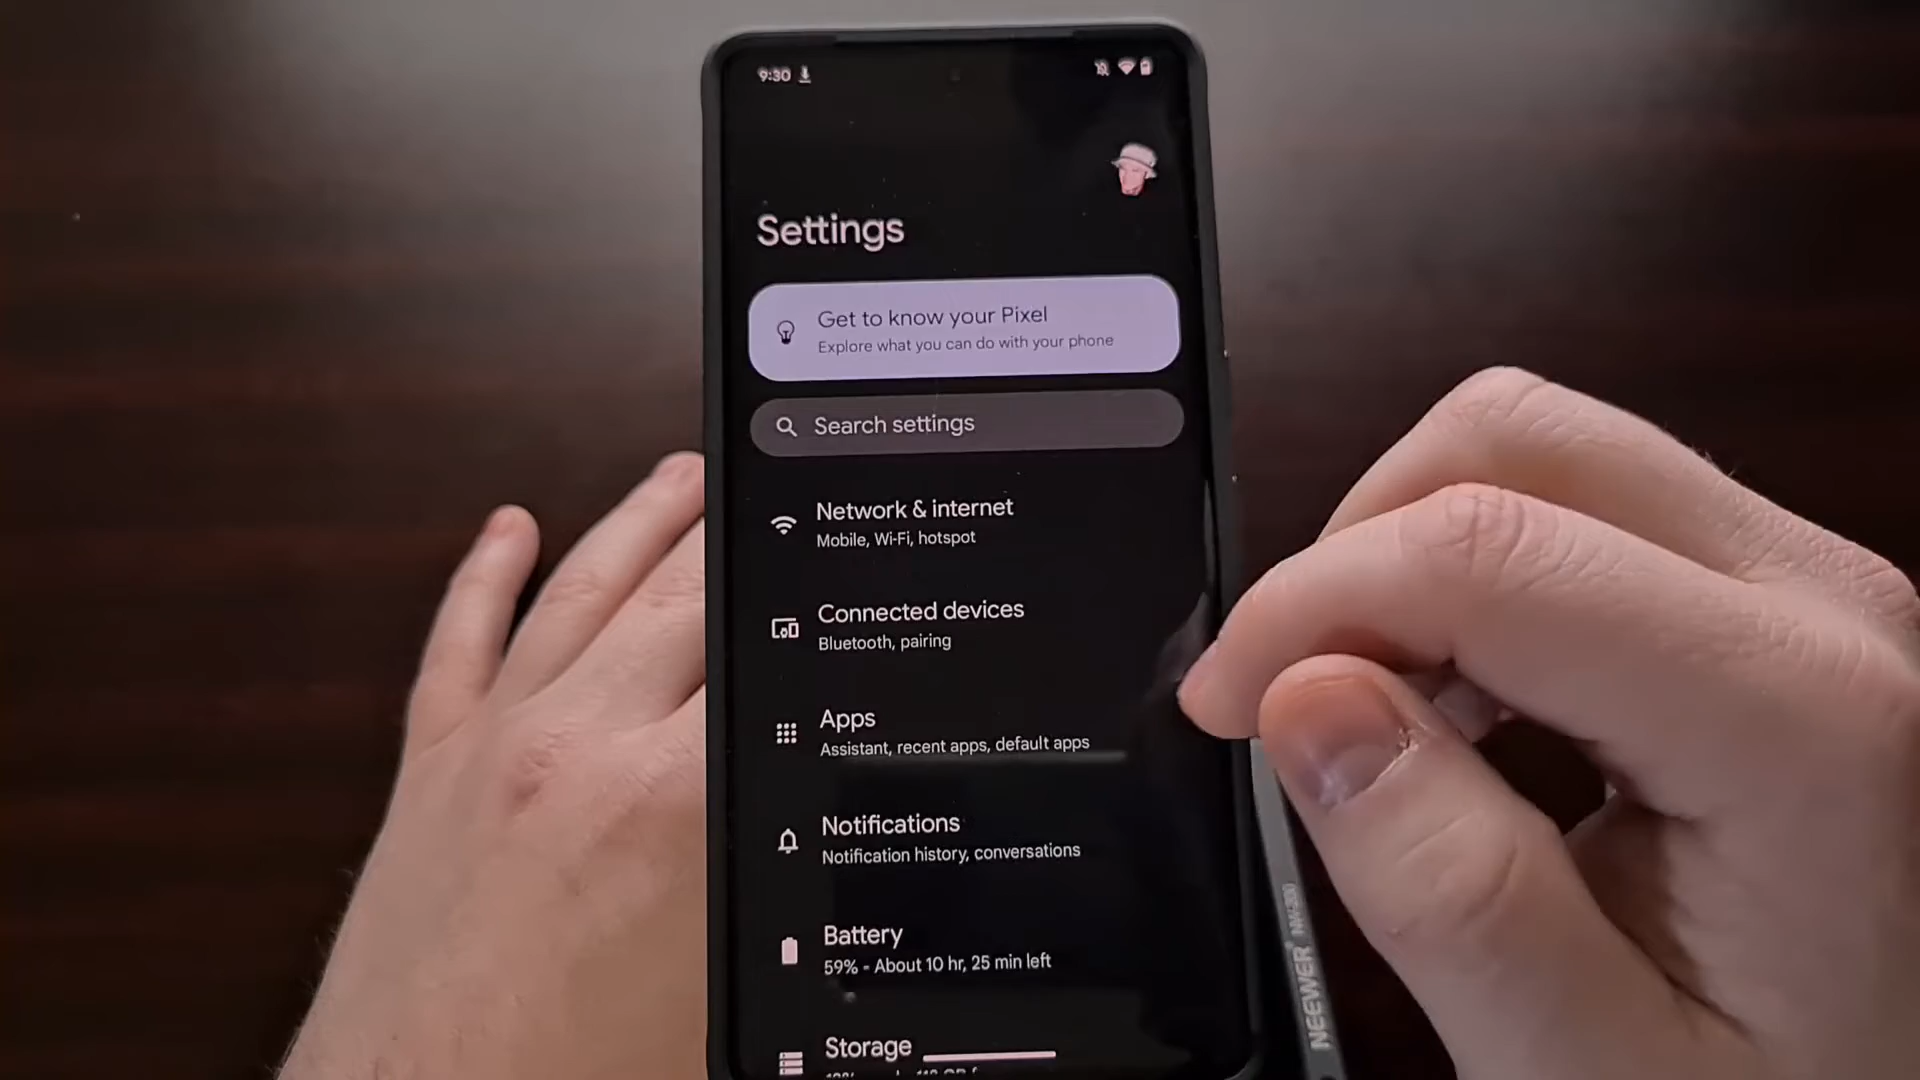 9:30
Settings
Get to know your Pixel
Explore what you can do with your phone
Search settings
Network & internet
Mobile, Wi-Fi, hotspot
Connected devices
Bluetooth, pairing
Apps
Assistant, recent apps, default apps
Notifications
Notification history, conversations
Battery
59% - About 10 hr, 25 min left
Storage
NEEWER